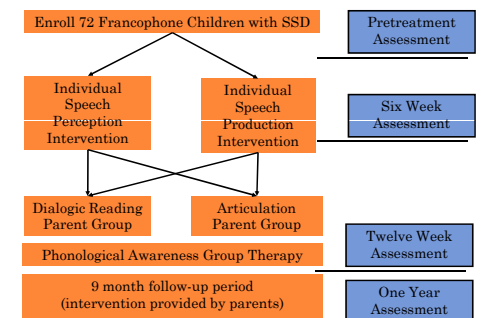 Enroll 72 Francophone Children with SSD
Pretreatment
Assessment
Individual
Speech
Perception
Intervention
Individual
Speech
Production
Intervention
Six Week
Assessment
Dialogic Reading
Parent Group
Articulation
Parent Group
Twelve Week
Assessment
Phonological Awareness Group Therapy
9 month follow-up period
(intervention provided by parents)
One Year
Assessment